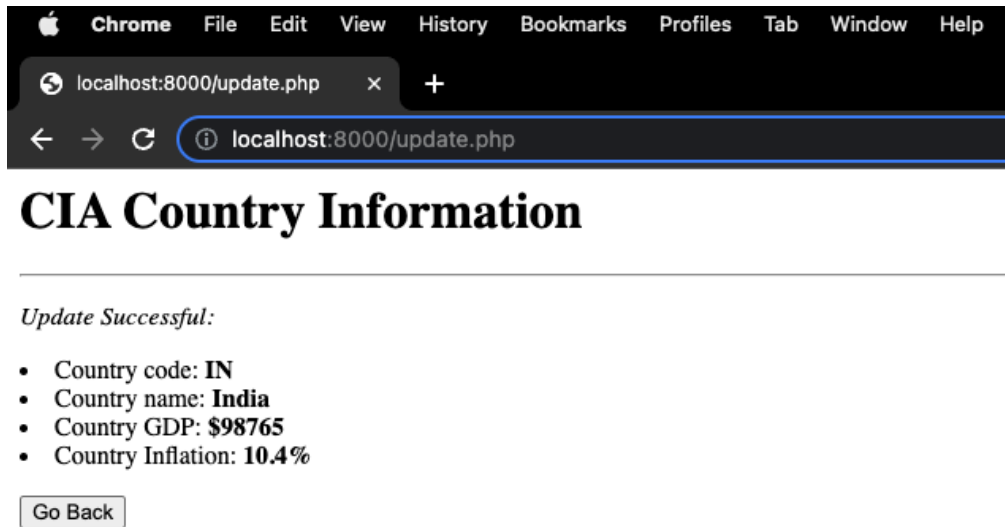 Chrome File Edit View History Bookmarks Profiles Tab Window Help
localhost:8000/update.php × +
localhost:8000/update.php
CIA Country Information
Update Successful:
• Country code: IN
• Country name: India
• Country GDP: $98765
• Country Inflation: 10.4%
Go Back